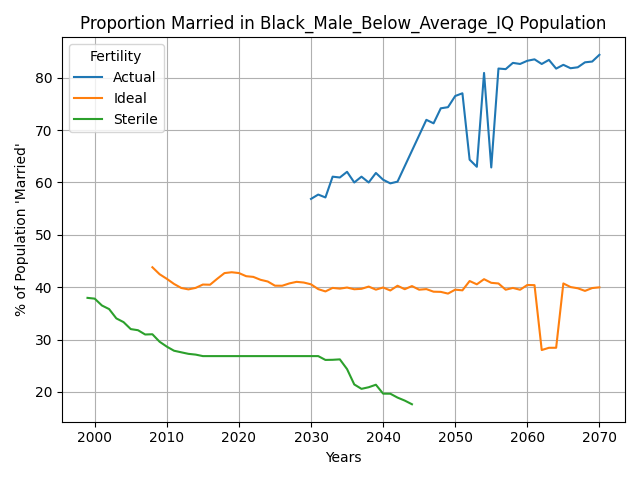 Proportion Married in Black_Male_Below_Average_IQ Population
Fertility
Actual
Ideal
Sterile
% of Population 'Married'
80
70
60
50
40
30
20
2000 2010 2020 2030 2040 2050 2060 2070
Years